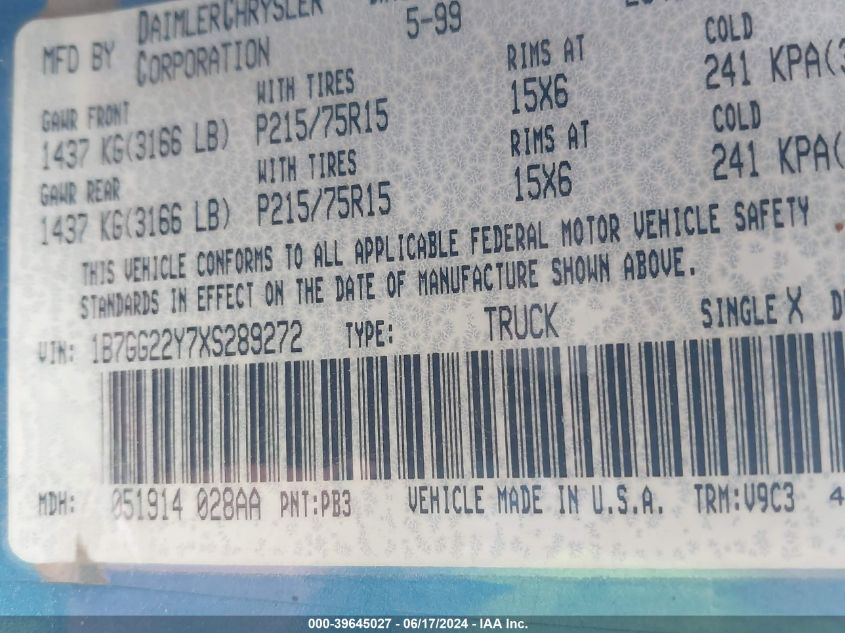 MFD BY DAIMLERCHRYSLER 5-99
CORPORATION
GAWR FRONT WITH TIRES RIMS AT COLD
1437 KG(3166 LB) P215/75R15 15X6 241 KPA(3
GAWR REAR WITH TIRES RIMS AT COLD
1437 KG(3166 LB) P215/75R15 15X6 241 KPA(
THIS VEHICLE CONFORMS TO ALL APPLICABLE FEDERAL MOTOR VEHICLE SAFETY
STANDARDS IN EFFECT ON THE DATE OF MANUFACTURE SHOWN ABOVE.
VIN: 1B7GG22Y7XS289272 TYPE: TRUCK SINGLE X
MDH: 051914 028AA PNT:PB3 VEHICLE MADE IN U.S.A. TRM:V9C3 4
000-39645027 - 06/17/2024 - IAA Inc.